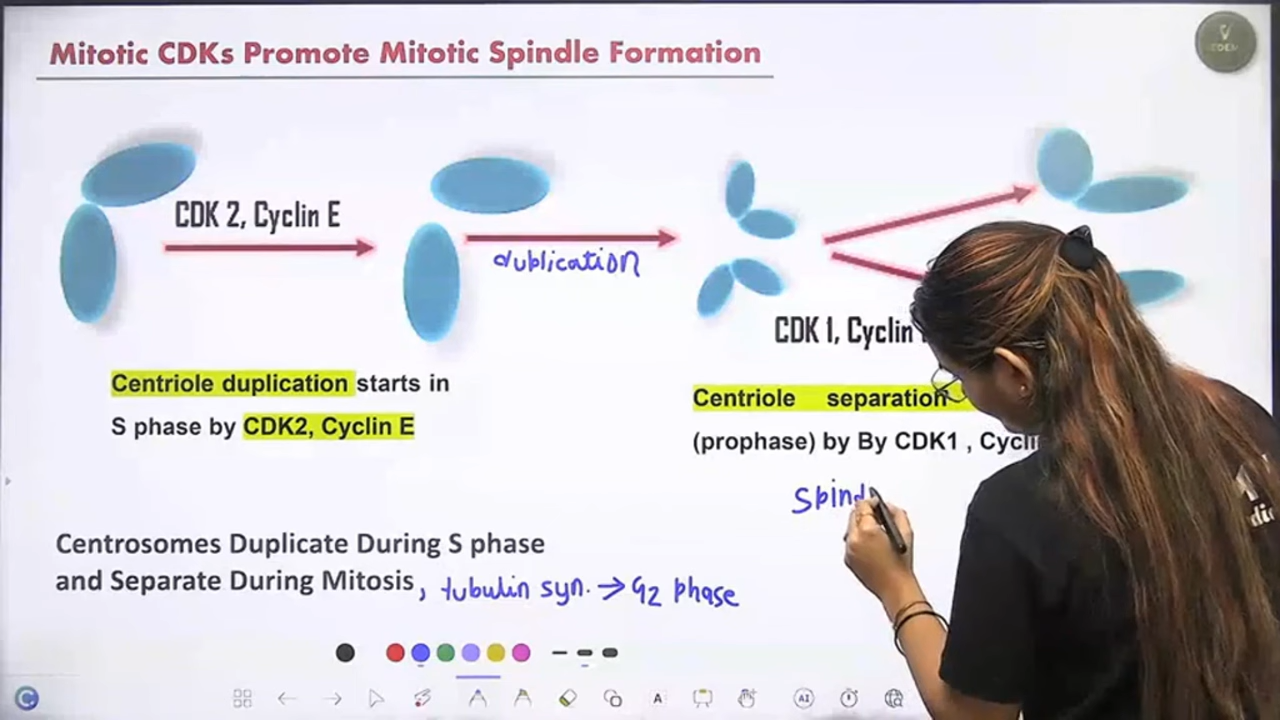 Mitotic CDKs Promote Mitotic Spindle Formation
CDK 2, Cyclin E
dublication
CDK 1, Cyclin
Centriole duplication starts in
S phase by CDK2, Cyclin E
Centriole separation
(prophase) by By CDK1 , Cycli
Spind
Centrosomes Duplicate During S phase
and Separate During Mitosis, tubulin syn. → G2 phase
A
AI